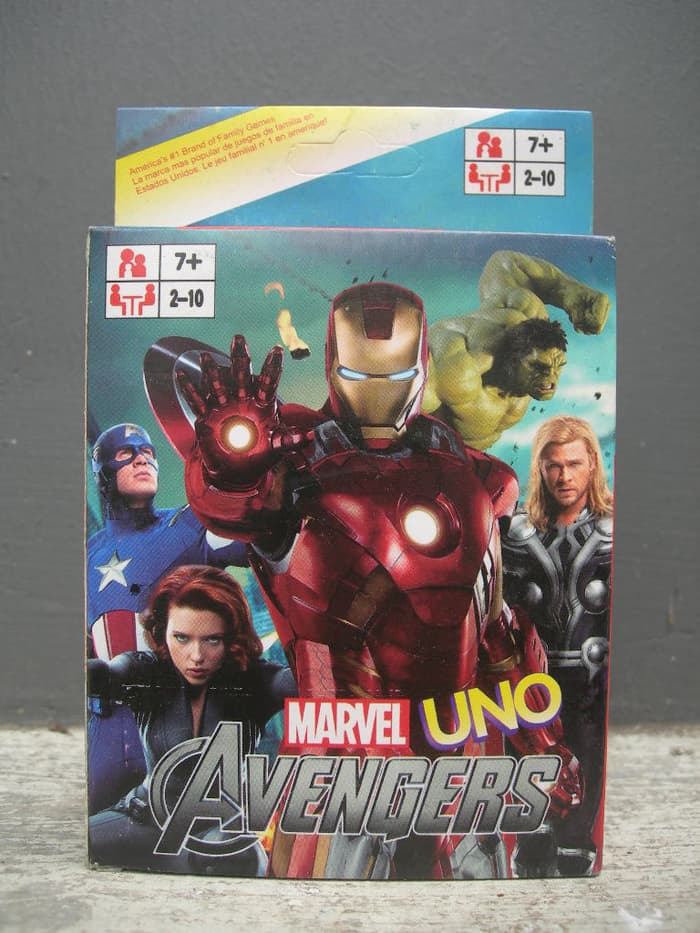 America's #1 Brand of Family Games
La marca mas popular de juegos de familia en
Estados Unidos. Le jeu familial n° 1 en amerique!
7+
2-10
7+
2-10
MARVEL UNO
AVENGERS